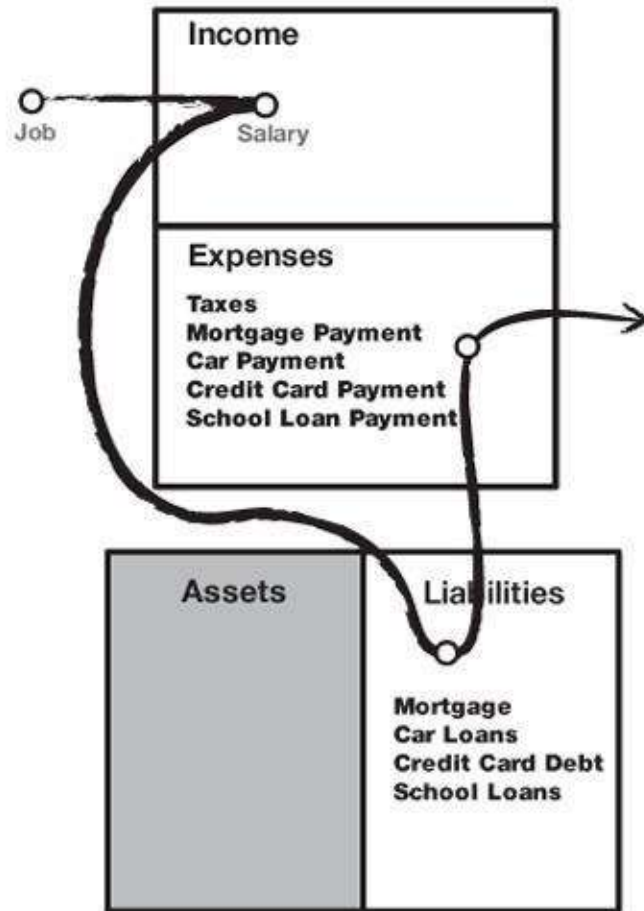 Income
Job
Salary
Expenses
Taxes
Mortgage Payment
Car Payment
Credit Card Payment
School Loan Payment
Assets
Liabilities
Mortgage
Car Loans
Credit Card Debt
School Loans